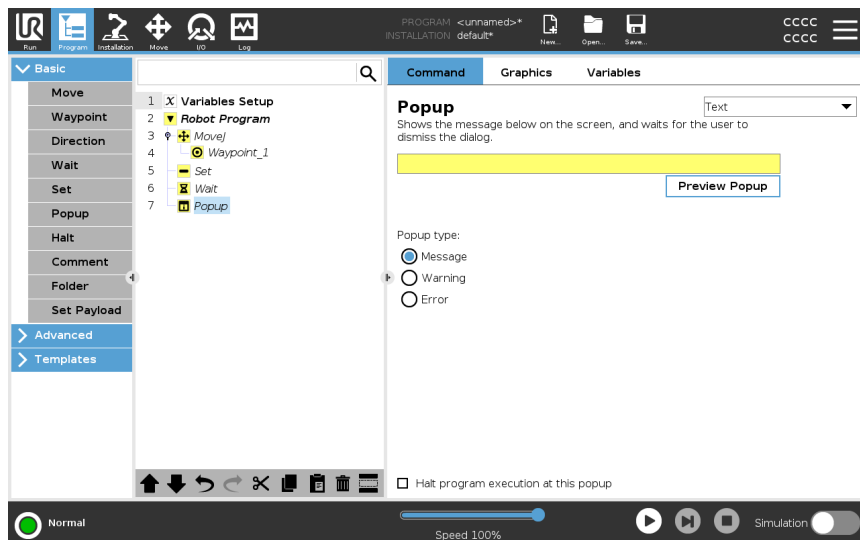 UR
PROGRAM <unnamed>*
INSTALLATION default*
CCCC
CCCC
Run Program Installation Move I/O Log New... Open... Save...
Basic
Move
Waypoint
Direction
Wait
Set
Popup
Halt
Comment
Folder
Set Payload
Advanced
Templates
1 X Variables Setup
2 Robot Program
3 MoveJ
4 Waypoint_1
5 Set
6 Wait
7 Popup
Command Graphics Variables
Popup
Text
Shows the message below on the screen, and waits for the user to
dismiss the dialog.
Preview Popup
Popup type:
Message
Warning
Error
Halt program execution at this popup
Normal
Speed 100%
Simulation